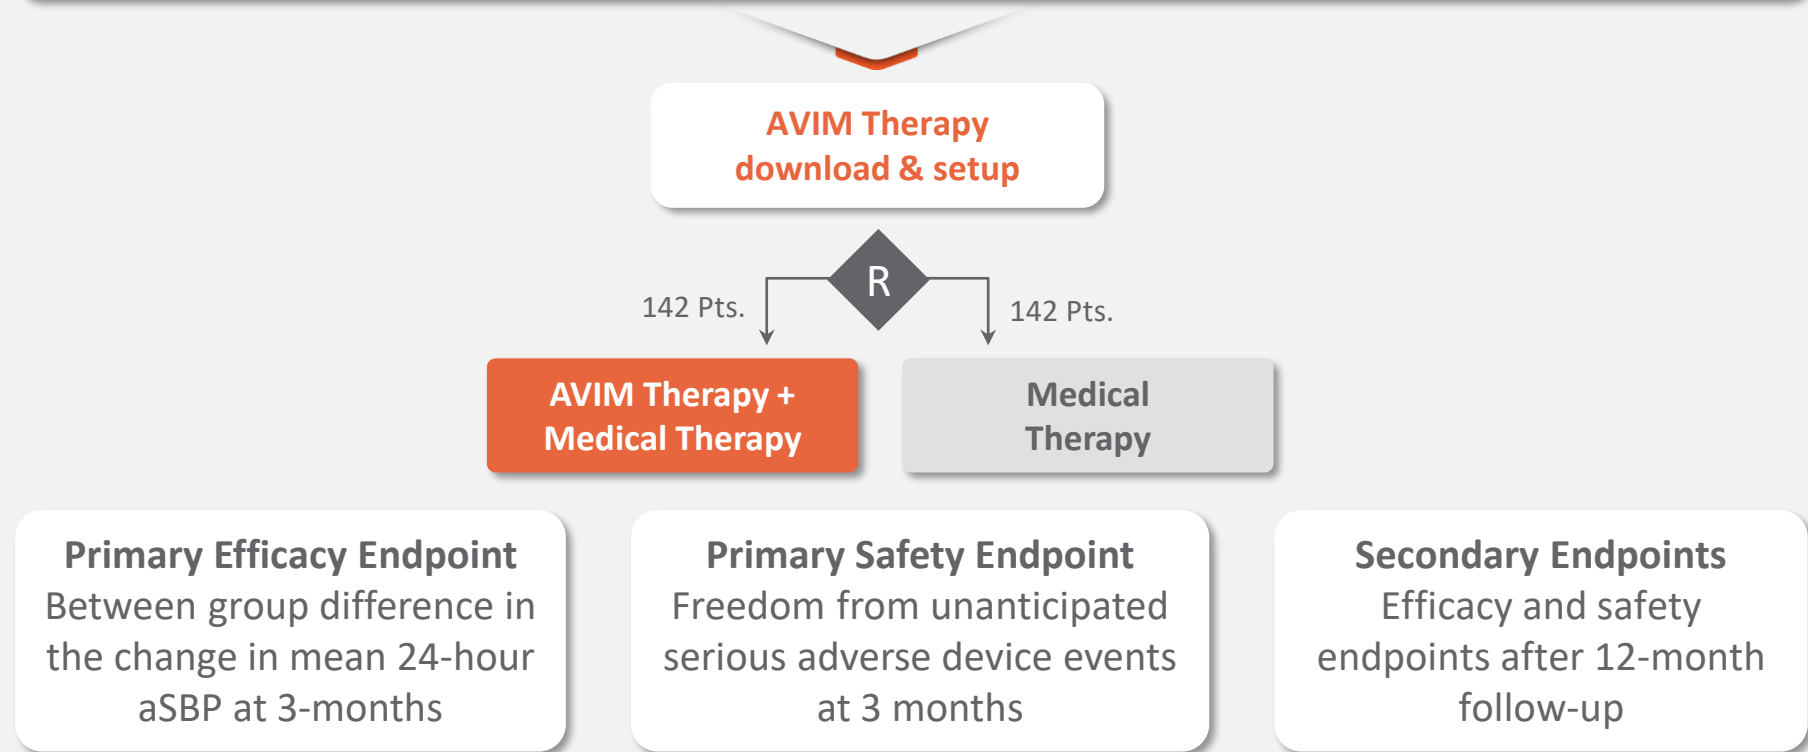 AVIM Therapy
download & setup
R
142 Pts.
142 Pts.
AVIM Therapy +
Medical Therapy
Medical
Therapy
Primary Efficacy Endpoint
Between group difference in
the change in mean 24-hour
aSBP at 3-months
Primary Safety Endpoint
Freedom from unanticipated
serious adverse device events
at 3 months
Secondary Endpoints
Efficacy and safety
endpoints after 12-month
follow-up